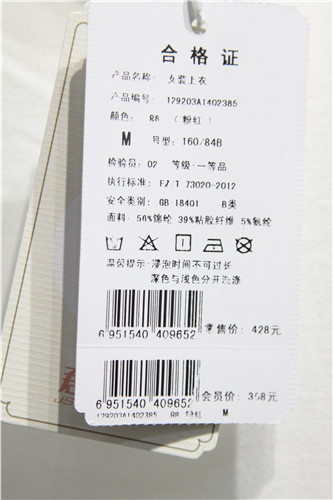 合格证
产品名称: 女装上衣
产品编号: 129203A1402385
颜色: R8 (粉红)
M 号型: 160/84B
检验员: 02 等级:一等品
执行标准: FZ/T 73020-2012
安全类别: GB 18401 B类
面料: 56%锦纶 39%粘胶纤维 5%氨纶
温馨提示:浸泡时间不可过长
深色与浅色分开洗涤
6 951540 409652 零售价: 428元
6 951540 409652 会员价: 368元
129203A1402385 R8 粉红 M